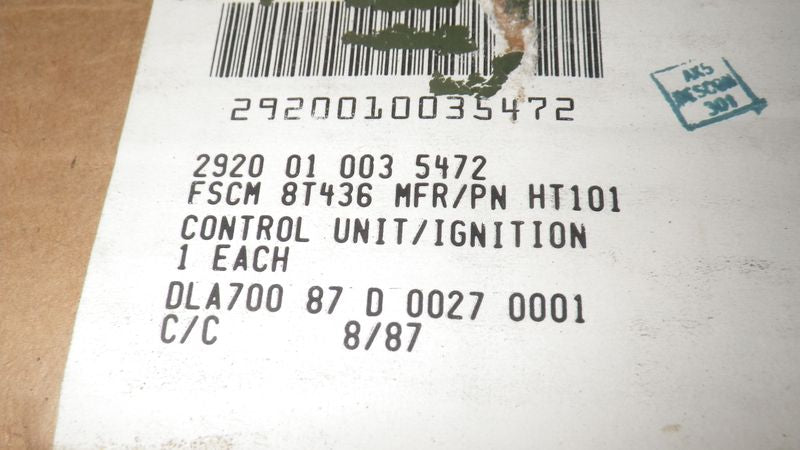 2920010035472
2920 01 003 5472
FSCM 8T436 MFR/PN HT101
CONTROL UNIT/IGNITION
1 EACH
DLA700 87 D 0027 0001
C/C 8/87
301